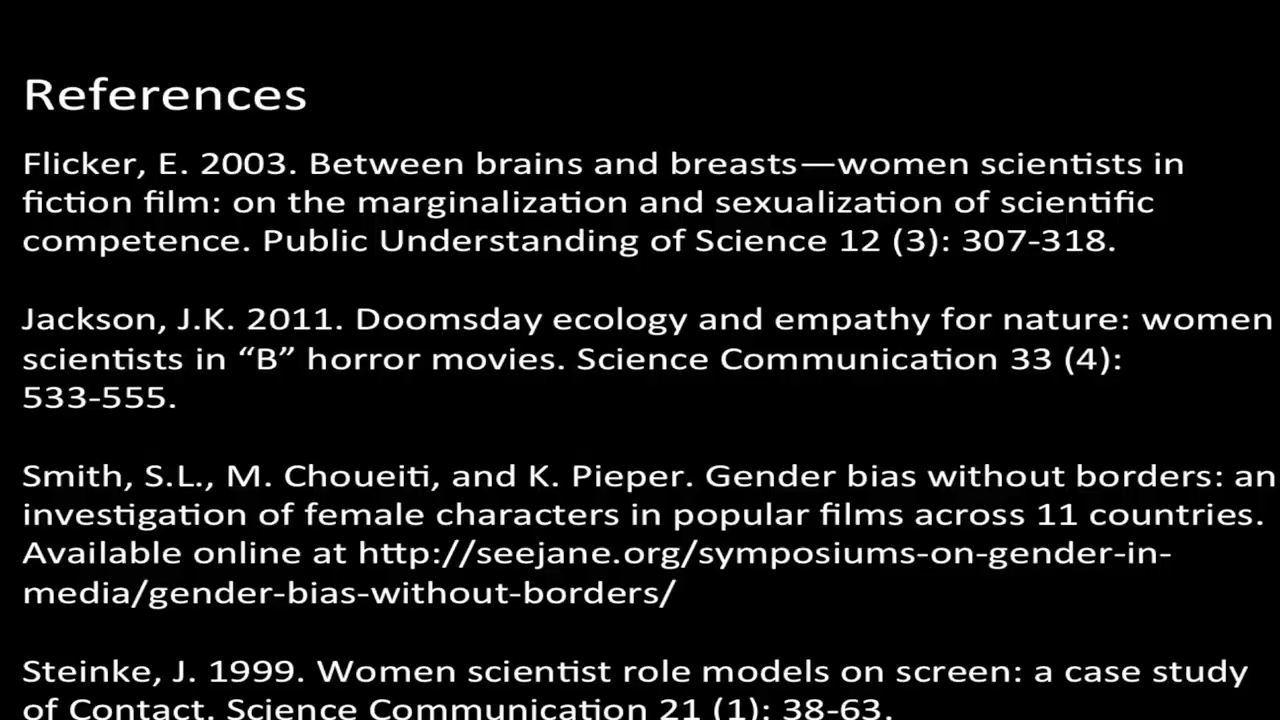 References
Flicker, E. 2003. Between brains and breasts—women scientists in
fiction film: on the marginalization and sexualization of scientific
competence. Public Understanding of Science 12 (3): 307-318.
Jackson, J.K. 2011. Doomsday ecology and empathy for nature: women
scientists in “B” horror movies. Science Communication 33 (4):
533-555.
Smith, S.L., M. Choueiti, and K. Pieper. Gender bias without borders: an
investigation of female characters in popular films across 11 countries.
Available online at http://seejane.org/symposiums-on-gender-in-
media/gender-bias-without-borders/
Steinke, J. 1999. Women scientist role models on screen: a case study
of Contact. Science Communication 21 (1): 38-63.